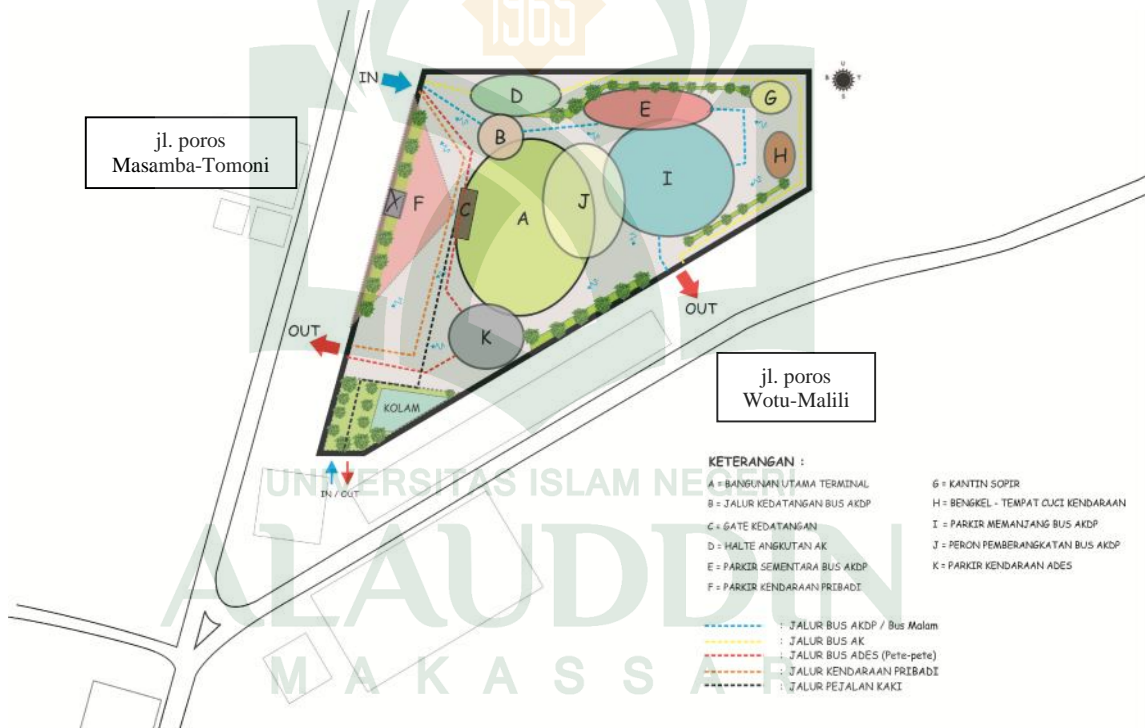 1965
IN
jl. poros
Masamba-Tomoni
D
E
G
B
H
F
C
A
J
I
OUT
OUT
K
jl. poros
Wotu-Malili
KOLAM
IN / OUT
U
B T
S
KETERANGAN :
A = BANGUNAN UTAMA TERMINAL
B = JALUR KEDATANGAN BUS AKDP
C = GATE KEDATANGAN
D = HALTE ANGKUTAN AK
E = PARKIR SEMENTARA BUS AKDP
F = PARKIR KENDARAAN PRIBADI
G = KANTIN SOPIR
H = BENGKEL - TEMPAT CUCI KENDARAAN
I = PARKIR MEMANJANG BUS AKDP
J = PERON PEMBERANGKATAN BUS AKDP
K = PARKIR KENDARAAN ADES
: JALUR BUS AKDP / Bus Malam
: JALUR BUS AK
: JALUR BUS ADES (Pete-pete)
: JALUR KENDARAAN PRIBADI
: JALUR PEJALAN KAKI
UNIVERSITAS ISLAM NEGERI
ALAUDDIN
MAKASSAR